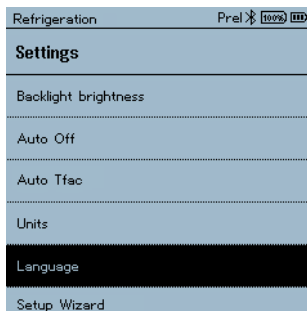 Refrigeration Prel 100%
Settings
Backlight brightness
Auto Off
Auto Tfac
Units
Language
Setup Wizard